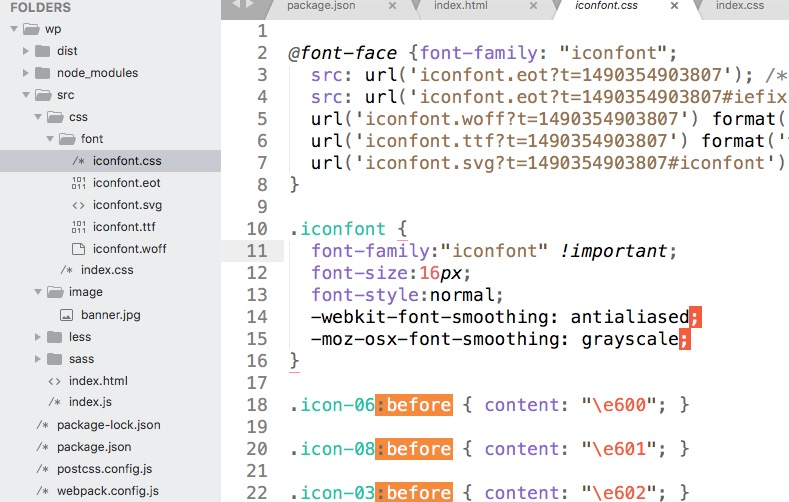 FOLDERS
wp
dist
node_modules
src
css
font
/* iconfont.css
iconfont.eot
<> iconfont.svg
iconfont.ttf
iconfont.woff
/* index.css
image
banner.jpg
less
sass
<> index.html
/* index.js
/* package-lock.json
/* package.json
/* postcss.config.js
/* webpack.config.js
package.json × index.html × iconfont.css × index.css
1
2 @font-face {font-family: "iconfont";
3 src: url('iconfont.eot?t=1490354903807'); /*
4 src: url('iconfont.eot?t=1490354903807#iefix
5 url('iconfont.woff?t=1490354903807') format(
6 url('iconfont.ttf?t=1490354903807') format('
7 url('iconfont.svg?t=1490354903807#iconfont')
8 }
9
10 .iconfont {
11 font-family:"iconfont" !important;
12 font-size:16px;
13 font-style:normal;
14 -webkit-font-smoothing: antialiased;
15 -moz-osx-font-smoothing: grayscale;
16 }
17
18 .icon-06:before { content: "\e600"; }
19
20 .icon-08:before { content: "\e601"; }
21
22 .icon-03:before { content: "\e602"; }